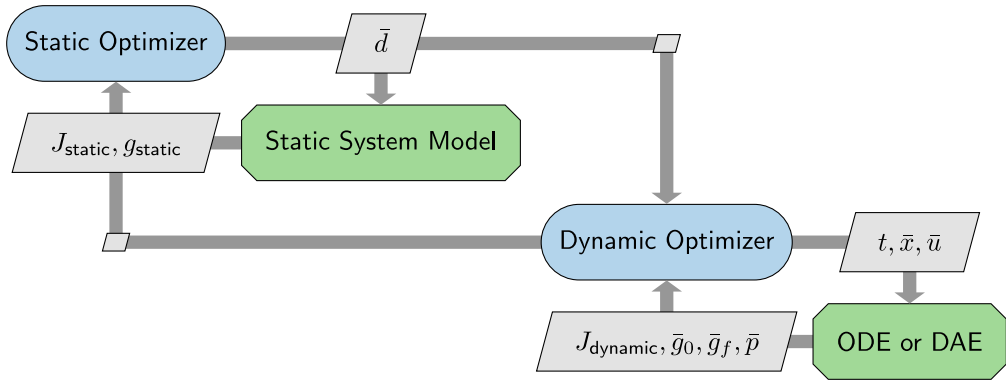 Static Optimizer
d̄
J_static, g_static
Static System Model
Dynamic Optimizer
t, x̄, ū
J_dynamic, ḡ_0, ḡ_f, p̄
ODE or DAE